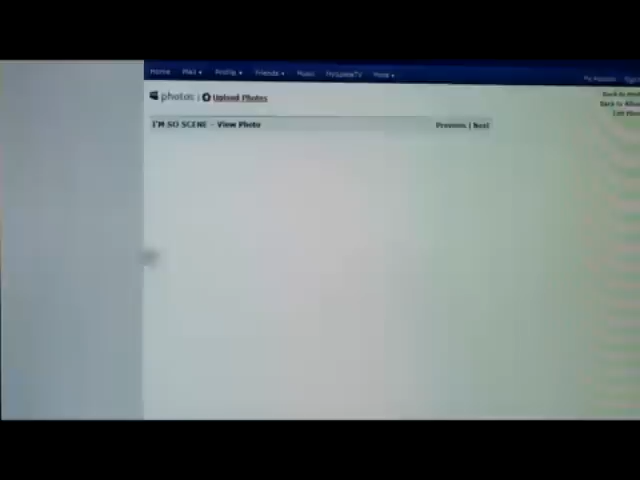 Home Mail Profile Friends Music MySpaceTV More
photos | Upload Photos
I'M SO SCENE - View Photo
Previous | Next